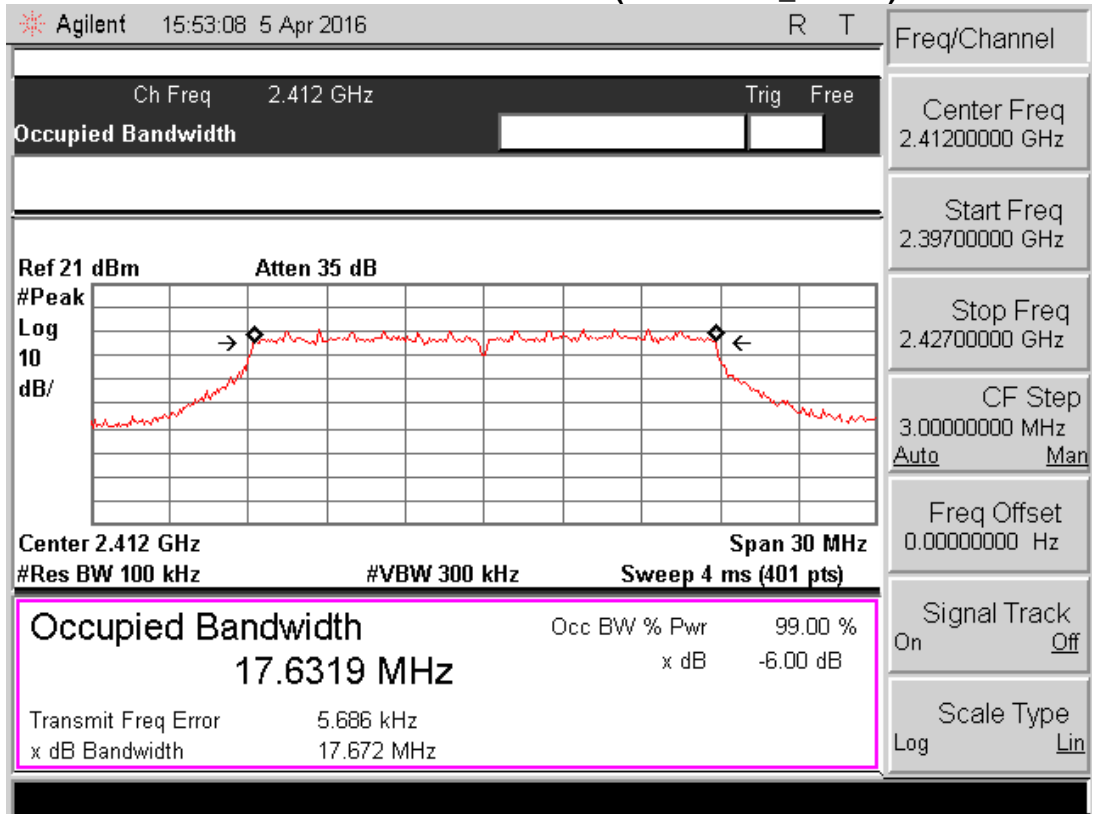 Agilent 15:53:08 5 Apr 2016 R T
Freq/Channel
Ch Freq 2.412 GHz Trig Free
Occupied Bandwidth
Center Freq
2.41200000 GHz
Start Freq
2.39700000 GHz
Stop Freq
2.42700000 GHz
CF Step
3.00000000 MHz
Auto Man
Freq Offset
0.00000000 Hz
Signal Track
On Off
Scale Type
Log Lin
Ref 21 dBm Atten 35 dB
#Peak
Log
10
dB/
Center 2.412 GHz Span 30 MHz
#Res BW 100 kHz #VBW 300 kHz Sweep 4 ms (401 pts)
Occupied Bandwidth
17.6319 MHz
Occ BW % Pwr 99.00 %
x dB -6.00 dB
Transmit Freq Error 5.686 kHz
x dB Bandwidth 17.672 MHz